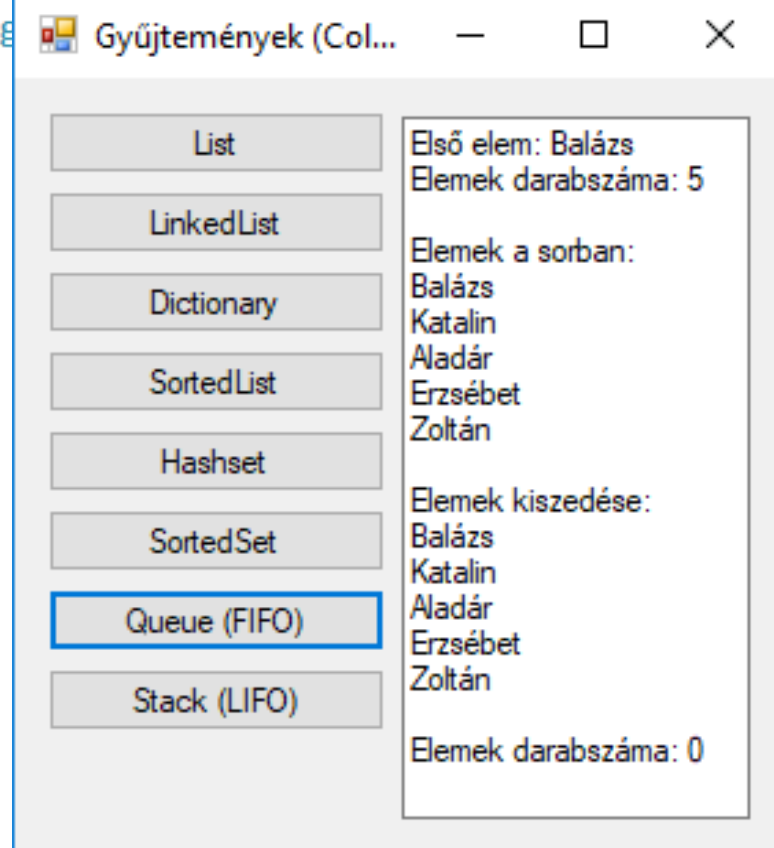 Gyűjtemények (Col...
List
LinkedList
Dictionary
SortedList
Hashset
SortedSet
Queue (FIFO)
Stack (LIFO)
Első elem: Balázs
Elemek darabszáma: 5
Elemek a sorban:
Balázs
Katalin
Aladár
Erzsébet
Zoltán
Elemek kiszedése:
Balázs
Katalin
Aladár
Erzsébet
Zoltán
Elemek darabszáma: 0